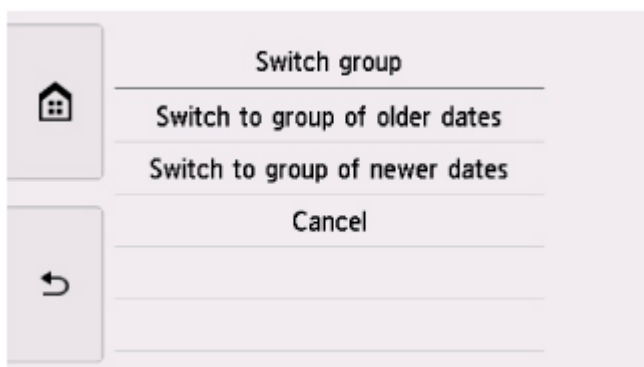 Switch group
Switch to group of older dates
Switch to group of newer dates
Cancel